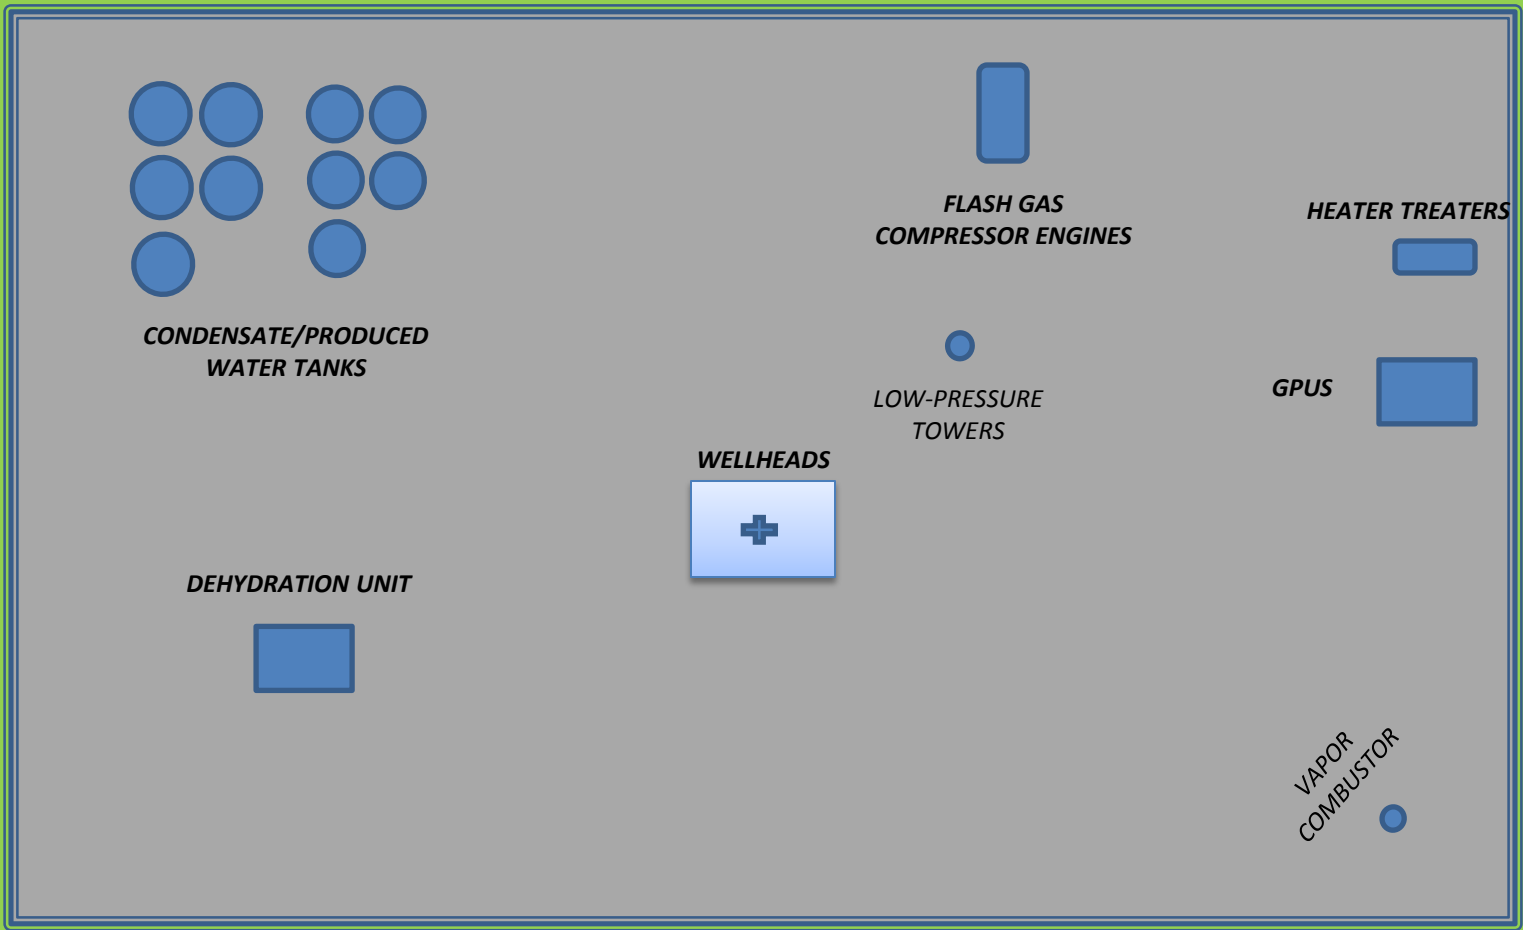 FLASH GAS
COMPRESSOR ENGINES
HEATER TREATERS
CONDENSATE/PRODUCED
WATER TANKS
LOW-PRESSURE
TOWERS
GPUS
WELLHEADS
DEHYDRATION UNIT
VAPOR
COMBUSTOR